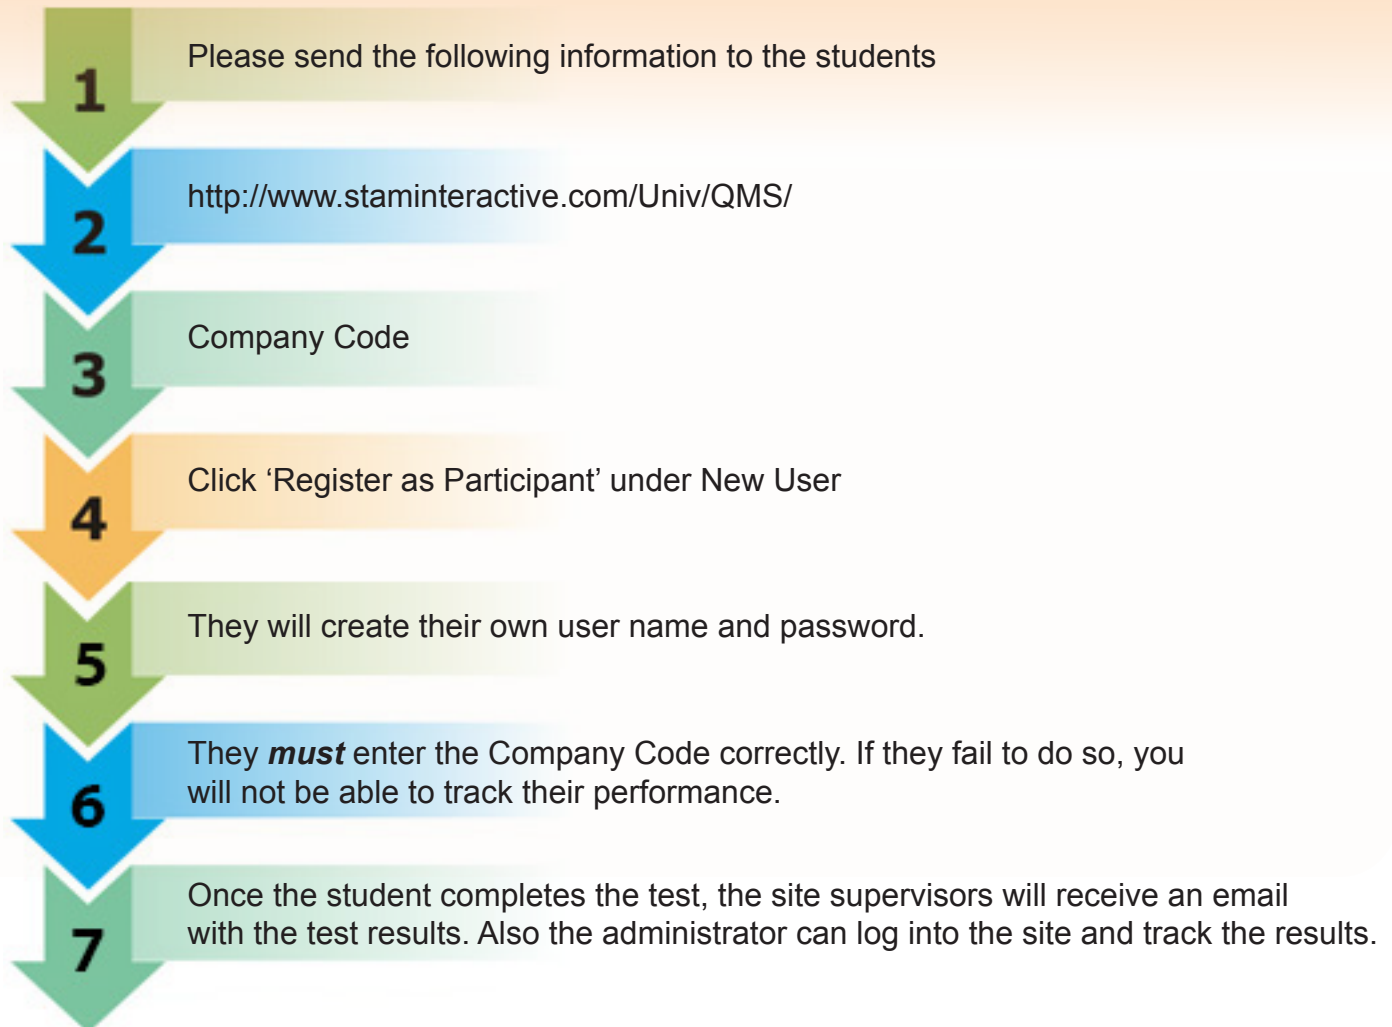 1
Please send the following information to the students
2
http://www.staminteractive.com/Univ/QMS/
3
Company Code
4
Click ‘Register as Participant’ under New User
5
They will create their own user name and password.
6
They must enter the Company Code correctly. If they fail to do so, you
will not be able to track their performance.
7
Once the student completes the test, the site supervisors will receive an email
with the test results. Also the administrator can log into the site and track the results.